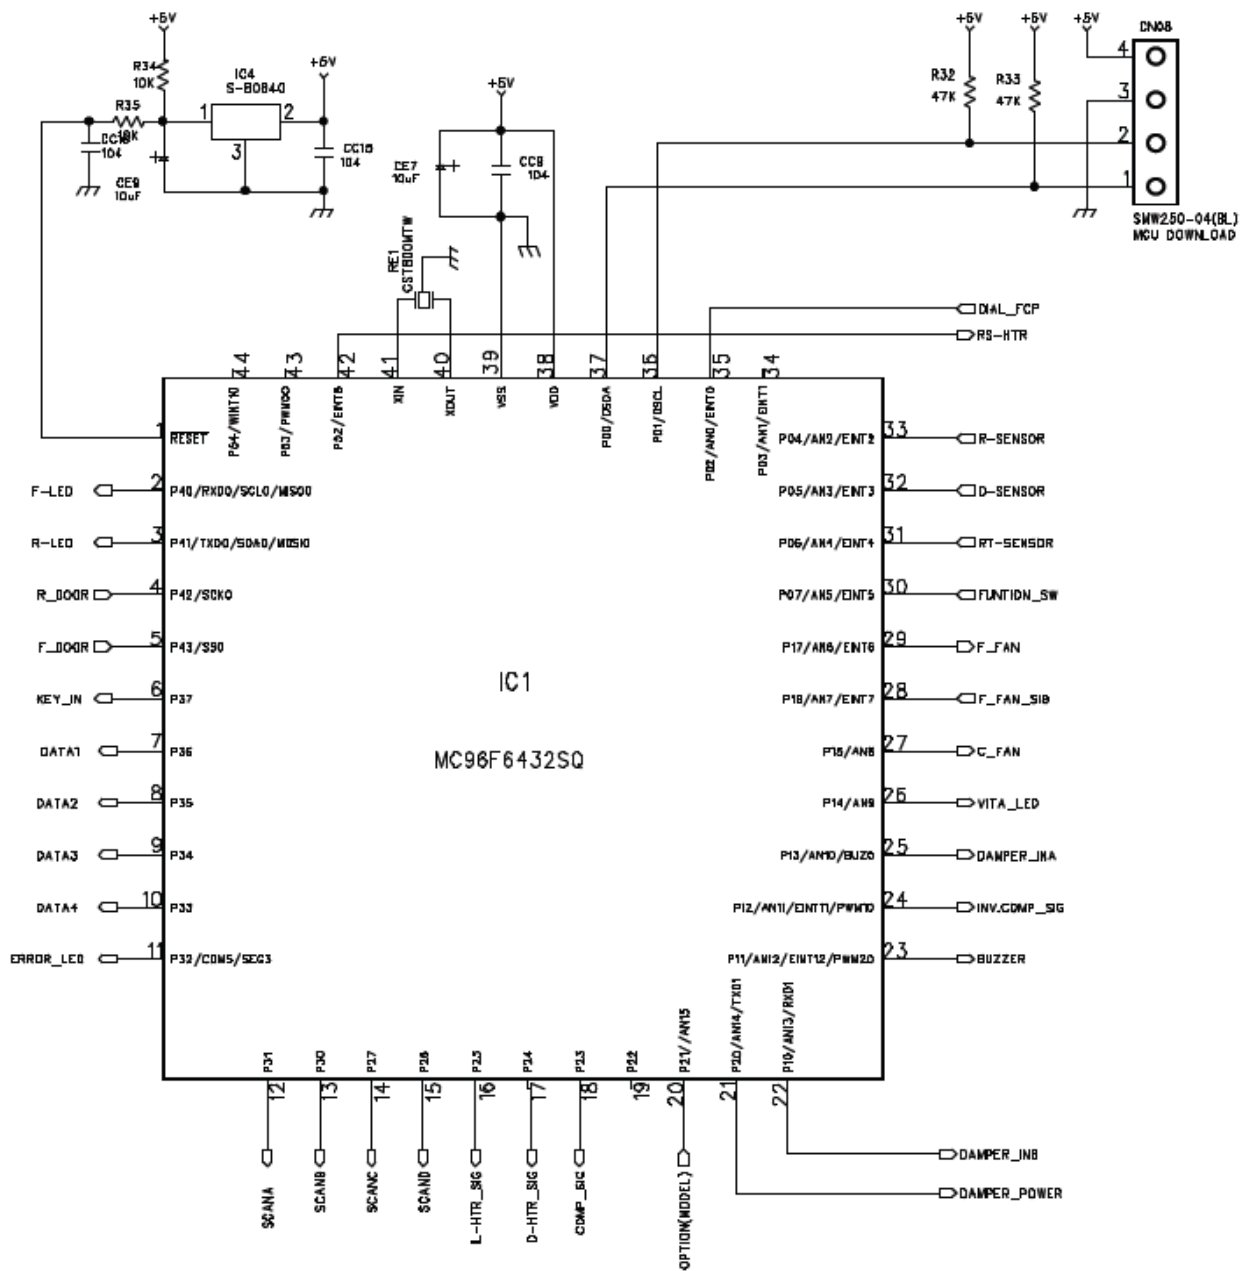 +5V
+5V
+5V
+5V
CN08
R34
10K
IC4
S-80840
+5V
+5V
4
R32
47K
R33
47K
3
R35
10K
1
2
3
2
CC16
104
CC15
104
CE9
10uF
CE7
10uF
CC9
104
1
SMW250-04(BL)
MCU DOWNLOAD
RE1
CST800MTW
DIAL_FCP
RS-HTR
44
43
42
41
40
39
38
37
36
35
34
P54/WINT10
P53/PWM00
P52/EINT8
XIN
XOUT
VSS
VDD
P00/DSDA
P01/DSCL
P02/AN0/EINT0
P03/AN1/EINT1
1
RESET
P04/AN2/EINT2
33
R-SENSOR
F-LED
2
P40/RXD0/SCL0/MISO0
P05/AN3/EINT3
32
D-SENSOR
R-LED
3
P41/TXD0/SDA0/MOSI0
P06/AN4/EINT4
31
RT-SENSOR
R_DOOR
4
P42/SCK0
P07/AN5/EINT5
30
FUNTION_SW
F_DOOR
5
P43/SS0
P17/AN6/EINT6
29
F_FAN
IC1
KEY_IN
6
P37
P16/AN7/EINT7
28
F_FAN_SIB
DATA1
7
P36
MC96F6432SQ
P15/AN8
27
C_FAN
DATA2
8
P35
P14/AN9
26
VITA_LED
DATA3
9
P34
P13/AN10/BUZ0
25
DAMPER_INA
DATA4
10
P33
P12/AN11/EINT11/PWM10
24
INV.COMP_SIG
ERROR_LED
11
P32/COM5/SEG3
P11/AN12/EINT12/PWM20
23
BUZZER
P31
P30
P27
P26
P25
P24
P23
P22
P21//AN15
P20/AN14/TXD1
P10/AN13/RXD1
12
13
14
15
16
17
18
19
20
21
22
SCANA
SCANB
SCANC
SCAND
L-HTR_SIG
D-HTR_SIG
COMP_SIG
OPTION(MODEL)
DAMPER_INB
DAMPER_POWER